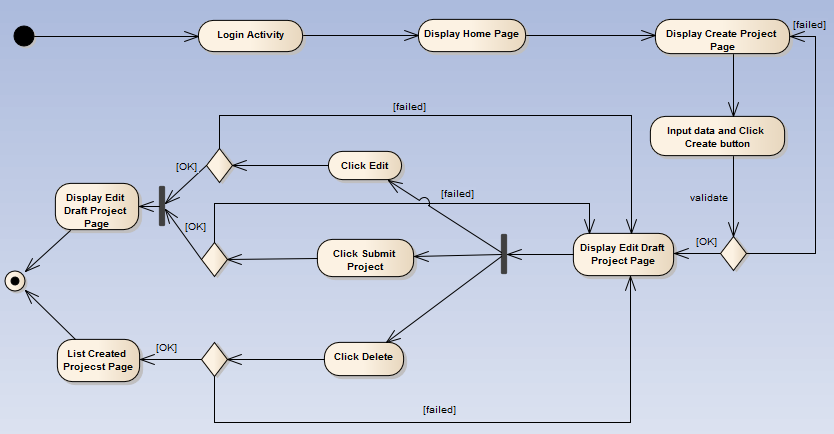 [failed]
Login Activity
Display Home Page
Display Create Project
Page
[failed]
Input data and Click
Create button
[OK]
Click Edit
[failed]
validate
Display Edit
Draft Project
Page
[OK]
[OK]
Click Submit
Project
Display Edit Draft
Project Page
List Created
Projecst Page
[OK]
Click Delete
[failed]